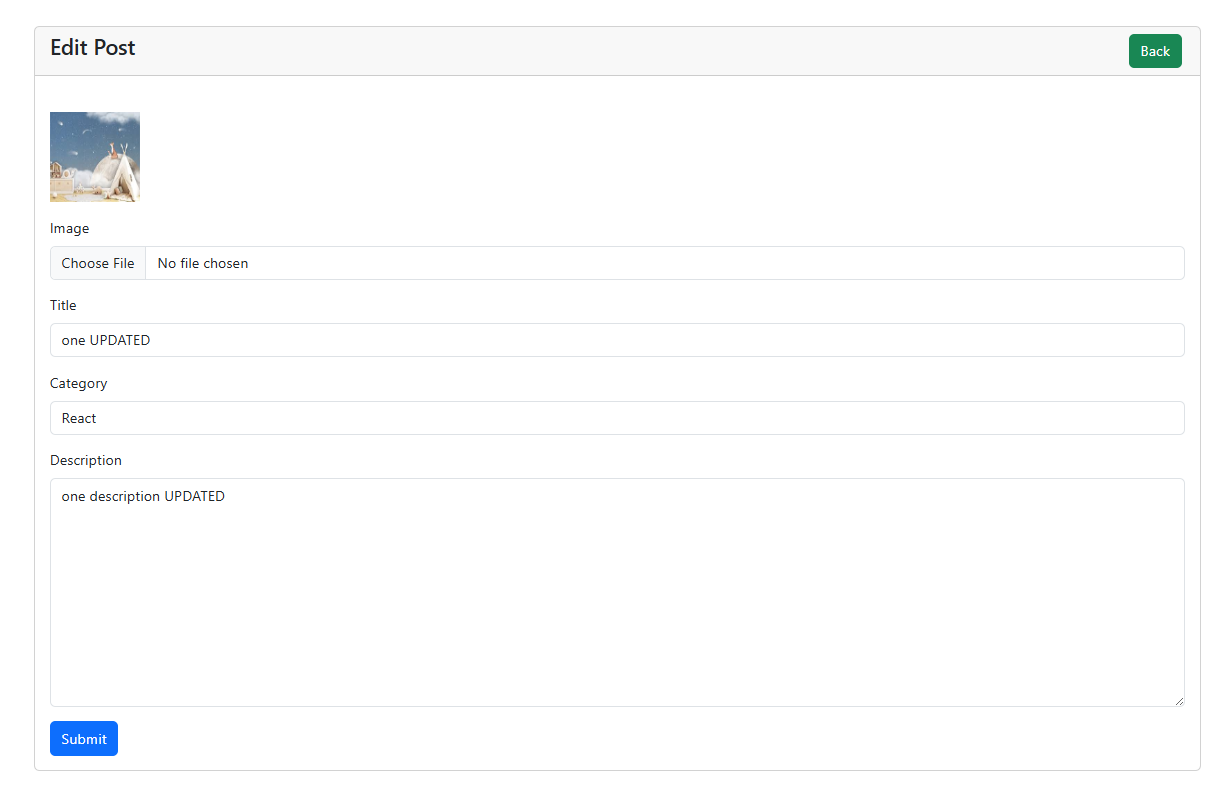 Edit Post
Back
Image
Choose File No file chosen
Title
one UPDATED
Category
React
Description
one description UPDATED
Submit